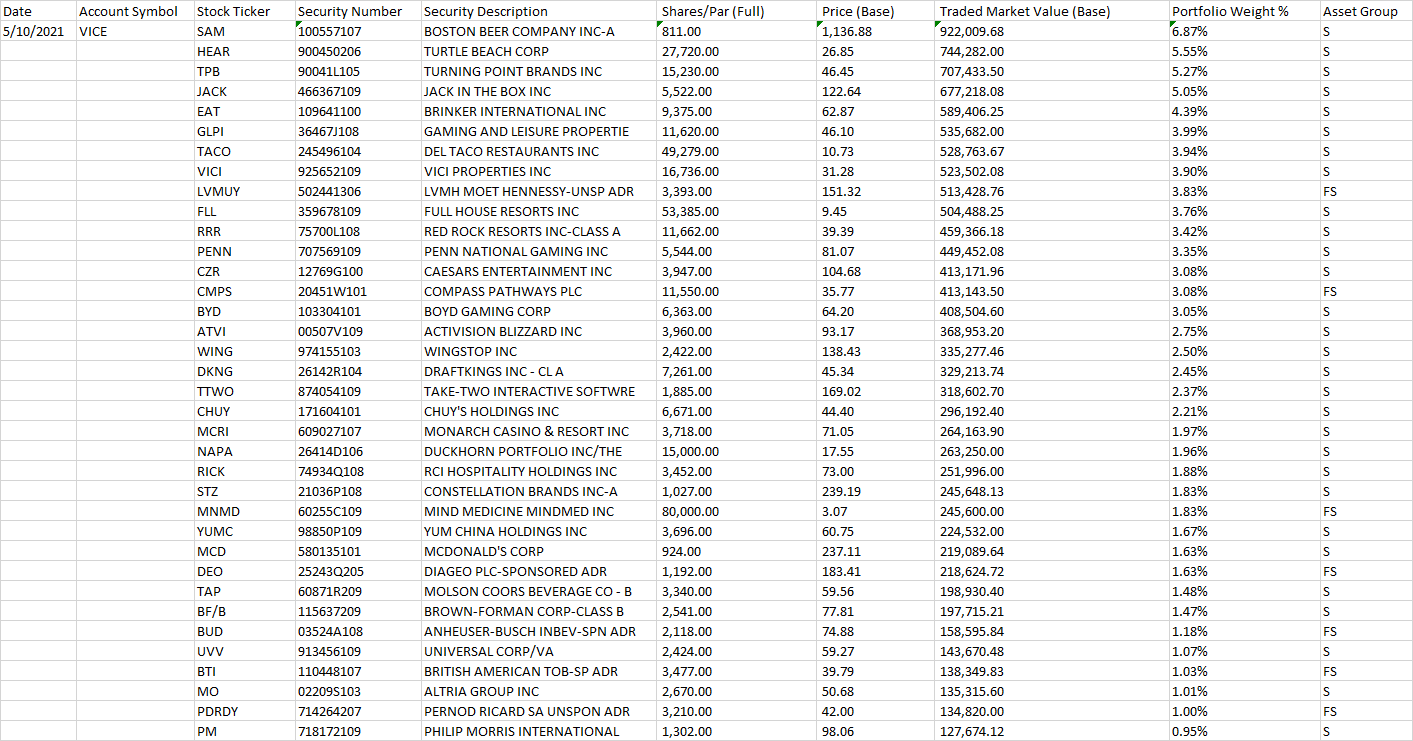 Date Account Symbol Stock Ticker Security Number Security Description Shares/Par (Full) Price (Base) Traded Market Value (Base) Portfolio Weight % Asset Group
5/10/2021 VICE SAM 100557107 BOSTON BEER COMPANY INC-A 811.00 1,136.88 922,009.68 6.87% S
HEAR 900450206 TURTLE BEACH CORP 27,720.00 26.85 744,282.00 5.55% S
TPB 90041L105 TURNING POINT BRANDS INC 15,230.00 46.45 707,433.50 5.27% S
JACK 466367109 JACK IN THE BOX INC 5,522.00 122.64 677,218.08 5.05% S
EAT 109641100 BRINKER INTERNATIONAL INC 9,375.00 62.87 589,406.25 4.39% S
GLPI 36467J108 GAMING AND LEISURE PROPERTIE 11,620.00 46.10 535,682.00 3.99% S
TACO 245496104 DEL TACO RESTAURANTS INC 49,279.00 10.73 528,763.67 3.94% S
VICI 925652109 VICI PROPERTIES INC 16,736.00 31.28 523,502.08 3.90% S
LVMUY 502441306 LVMH MOET HENNESSY-UNSP ADR 3,393.00 151.32 513,428.76 3.83% FS
FLL 359678109 FULL HOUSE RESORTS INC 53,385.00 9.45 504,488.25 3.76% S
RRR 75700L108 RED ROCK RESORTS INC-CLASS A 11,662.00 39.39 459,366.18 3.42% S
PENN 707569109 PENN NATIONAL GAMING INC 5,544.00 81.07 449,452.08 3.35% S
CZR 12769G100 CAESARS ENTERTAINMENT INC 3,947.00 104.68 413,171.96 3.08% S
CMPS 20451W101 COMPASS PATHWAYS PLC 11,550.00 35.77 413,143.50 3.08% FS
BYD 103304101 BOYD GAMING CORP 6,363.00 64.20 408,504.60 3.05% S
ATVI 00507V109 ACTIVISION BLIZZARD INC 3,960.00 93.17 368,953.20 2.75% S
WING 974155103 WINGSTOP INC 2,422.00 138.43 335,277.46 2.50% S
DKNG 26142R104 DRAFTKINGS INC - CL A 7,261.00 45.34 329,213.74 2.45% S
TTWO 874054109 TAKE-TWO INTERACTIVE SOFTWRE 1,885.00 169.02 318,602.70 2.37% S
CHUY 171604101 CHUY'S HOLDINGS INC 6,671.00 44.40 296,192.40 2.21% S
MCRI 609027107 MONARCH CASINO & RESORT INC 3,718.00 71.05 264,163.90 1.97% S
NAPA 26414D106 DUCKHORN PORTFOLIO INC/THE 15,000.00 17.55 263,250.00 1.96% S
RICK 74934Q108 RCI HOSPITALITY HOLDINGS INC 3,452.00 73.00 251,996.00 1.88% S
STZ 21036P108 CONSTELLATION BRANDS INC-A 1,027.00 239.19 245,648.13 1.83% S
MNMD 60255C109 MIND MEDICINE MINDMED INC 80,000.00 3.07 245,600.00 1.83% FS
YUMC 98850P109 YUM CHINA HOLDINGS INC 3,696.00 60.75 224,532.00 1.67% S
MCD 580135101 MCDONALD'S CORP 924.00 237.11 219,089.64 1.63% S
DEO 25243Q205 DIAGEO PLC-SPONSORED ADR 1,192.00 183.41 218,624.72 1.63% FS
TAP 60871R209 MOLSON COORS BEVERAGE CO - B 3,340.00 59.56 198,930.40 1.48% S
BF/B 115637209 BROWN-FORMAN CORP-CLASS B 2,541.00 77.81 197,715.21 1.47% S
BUD 03524A108 ANHEUSER-BUSCH INBEV-SPN ADR 2,118.00 74.88 158,595.84 1.18% FS
UVV 913456109 UNIVERSAL CORP/VA 2,424.00 59.27 143,670.48 1.07% S
BTI 110448107 BRITISH AMERICAN TOB-SP ADR 3,477.00 39.79 138,349.83 1.03% FS
MO 02209S103 ALTRIA GROUP INC 2,670.00 50.68 135,315.60 1.01% S
PDRDY 714264207 PERNOD RICARD SA UNSPON ADR 3,210.00 42.00 134,820.00 1.00% FS
PM 718172109 PHILIP MORRIS INTERNATIONAL 1,302.00 98.06 127,674.12 0.95% S